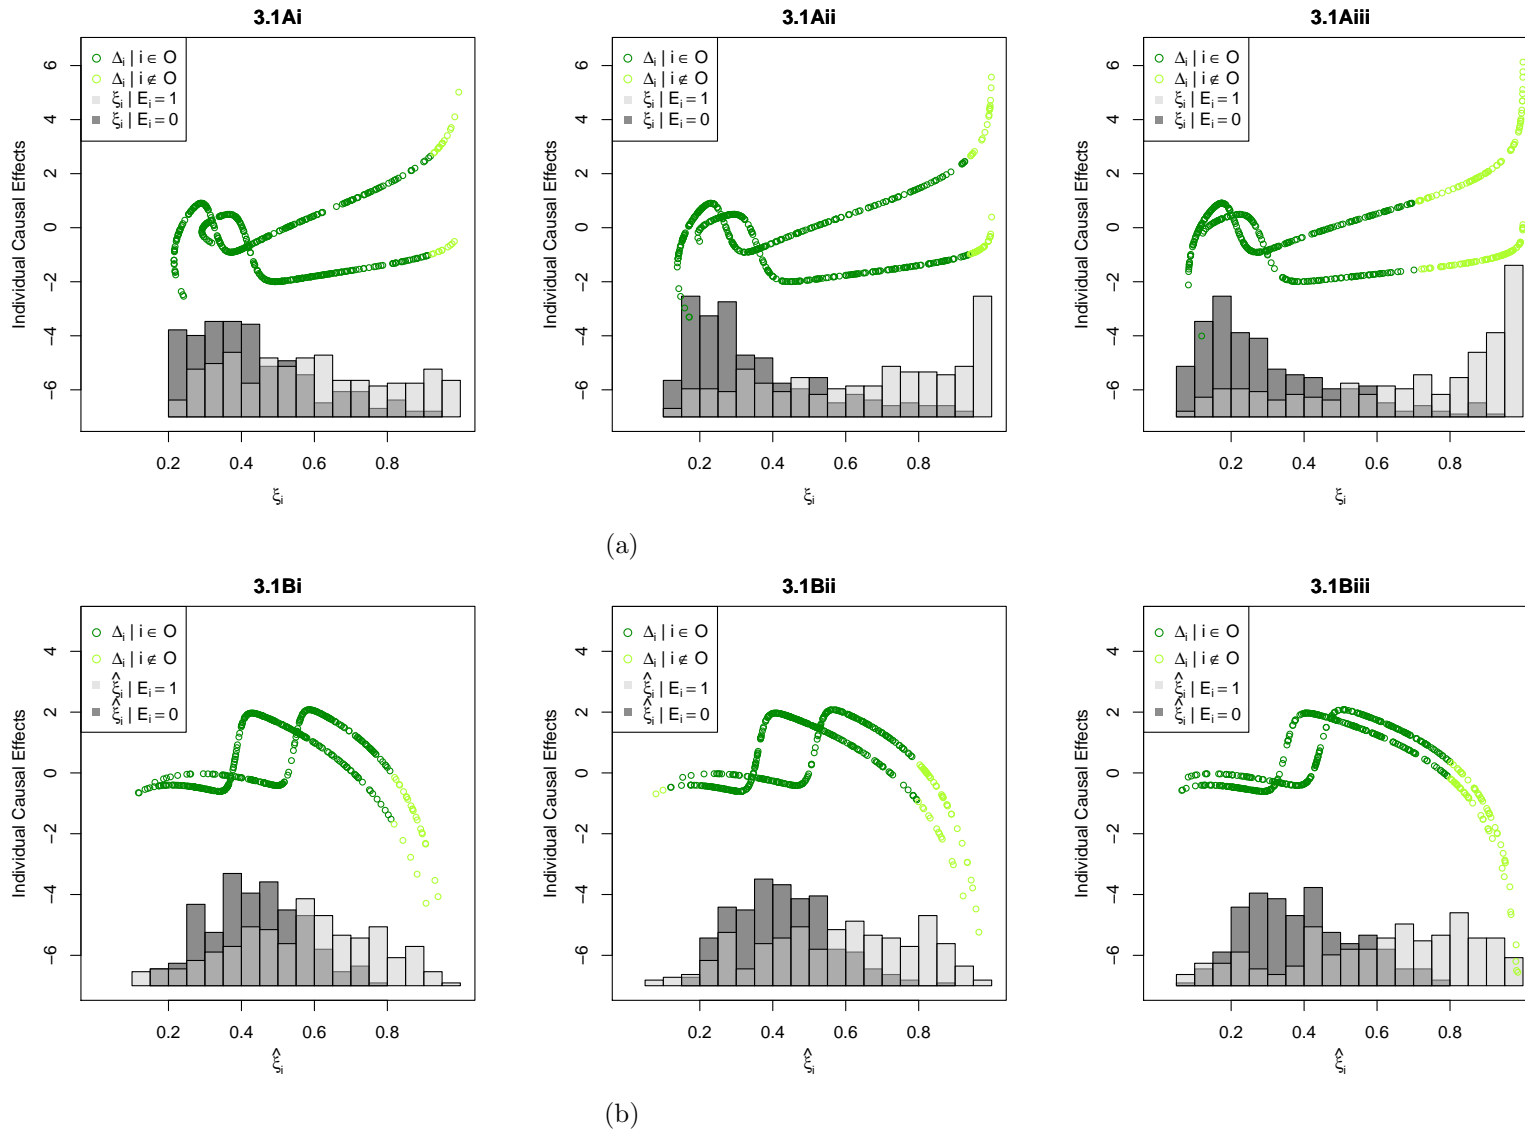 3.1Ai
3.1Aii
3.1Aiii
Δi | i ∈ O
Δi | i ∉ O
ξi | Ei = 1
ξi | Ei = 0
Δi | i ∈ O
Δi | i ∉ O
ξi | Ei = 1
ξi | Ei = 0
Δi | i ∈ O
Δi | i ∉ O
ξi | Ei = 1
ξi | Ei = 0
Individual Causal Effects
6
4
2
0
−2
−4
−6
Individual Causal Effects
6
4
2
0
−2
−4
−6
Individual Causal Effects
6
4
2
0
−2
−4
−6
0.2 0.4 0.6 0.8
0.2 0.4 0.6 0.8
0.2 0.4 0.6 0.8
ξi
ξi
ξi
(a)
3.1Bi
3.1Bii
3.1Biii
Δi | i ∈ O
Δi | i ∉ O
ξ̂i | Ei = 1
ξ̂i | Ei = 0
Δi | i ∈ O
Δi | i ∉ O
ξ̂i | Ei = 1
ξ̂i | Ei = 0
Δi | i ∈ O
Δi | i ∉ O
ξ̂i | Ei = 1
ξ̂i | Ei = 0
Individual Causal Effects
4
2
0
−2
−4
−6
Individual Causal Effects
4
2
0
−2
−4
−6
Individual Causal Effects
4
2
0
−2
−4
−6
0.2 0.4 0.6 0.8
0.2 0.4 0.6 0.8
0.2 0.4 0.6 0.8
ξ̂i
ξ̂i
ξ̂i
(b)